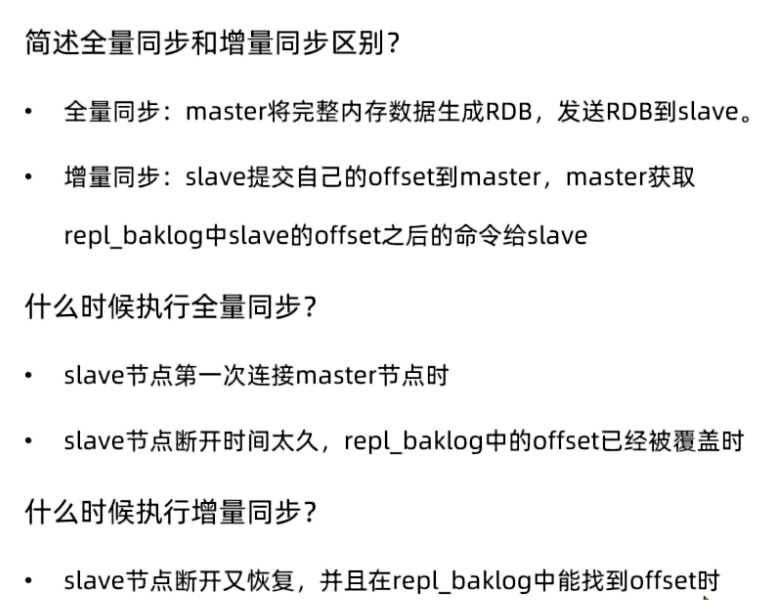 简述全量同步和增量同步区别？
• 全量同步：master将完整内存数据生成RDB，发送RDB到slave。
• 增量同步：slave提交自己的offset到master，master获取
repl_baklog中slave的offset之后的命令给slave
什么时候执行全量同步？
• slave节点第一次连接master节点时
• slave节点断开时间太久，repl_baklog中的offset已经被覆盖时
什么时候执行增量同步？
• slave节点断开又恢复，并且在repl_baklog中能找到offset时